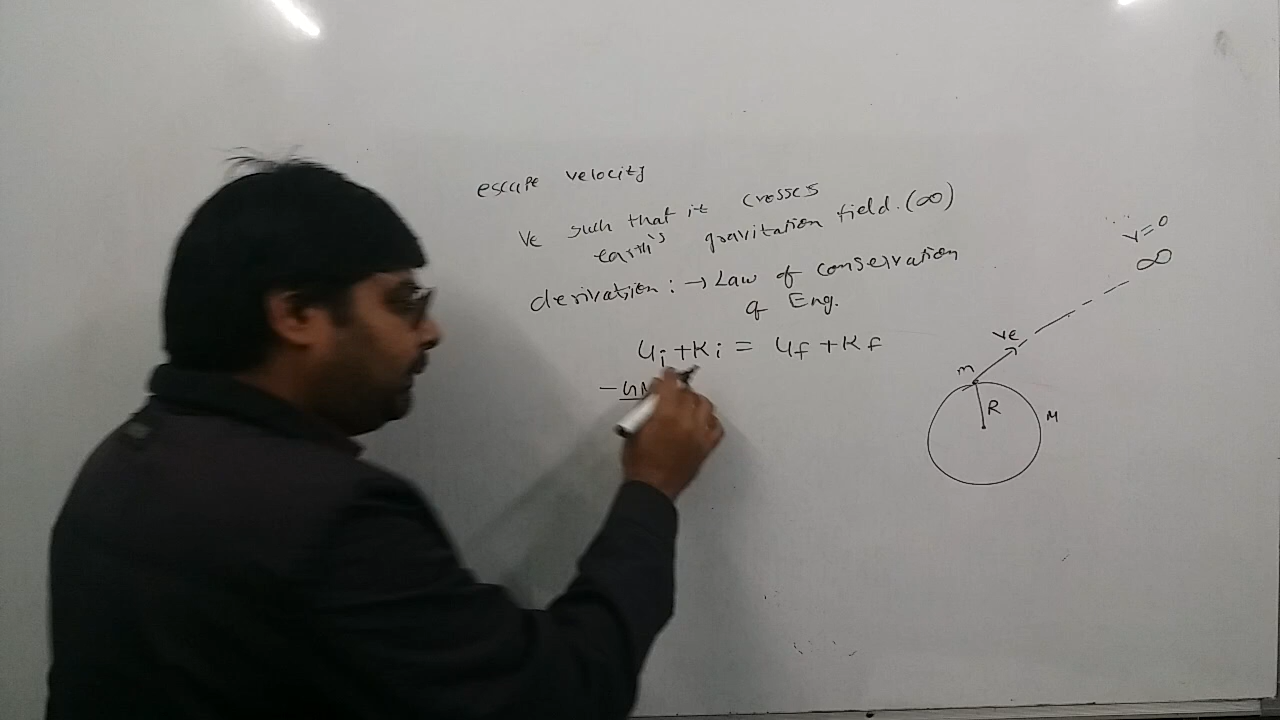 escape velocity
Ve such that it crosses
earth's gravitation field. (∞)
derivation: → Law of conservation
of Eng.
Ui + Ki = Uf + Kf
- GM
v=0
∞
ve
m
R
M